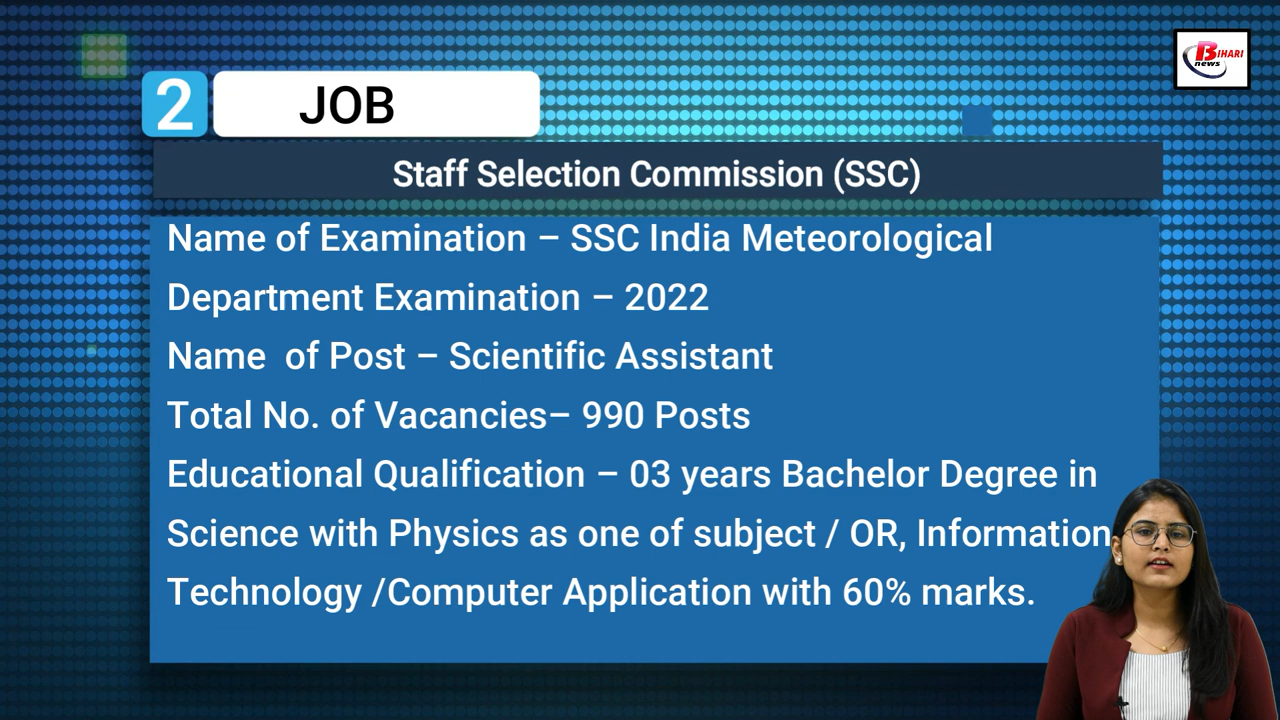 BIHARI
news
2 JOB
Staff Selection Commission (SSC)
Name of Examination – SSC India Meteorological
Department Examination – 2022
Name of Post – Scientific Assistant
Total No. of Vacancies– 990 Posts
Educational Qualification – 03 years Bachelor Degree in
Science with Physics as one of subject / OR, Information
Technology /Computer Application with 60% marks.